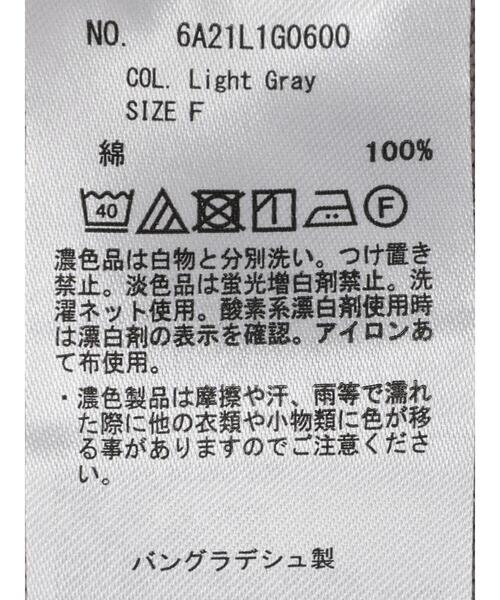 NO. 6A21L1G0600
COL. Light Gray
SIZE F
綿 100%
40 F
濃色品は白物と分別洗い。つけ置き
禁止。淡色品は蛍光増白剤禁止。洗
濯ネット使用。酸素系漂白剤使用時
は漂白剤の表示を確認。アイロンあ
て布使用。
・濃色製品は摩擦や汗、雨等で濡れ
た際に他の衣類や小物類に色が移
る事がありますのでご注意くださ
い。
バングラデシュ製